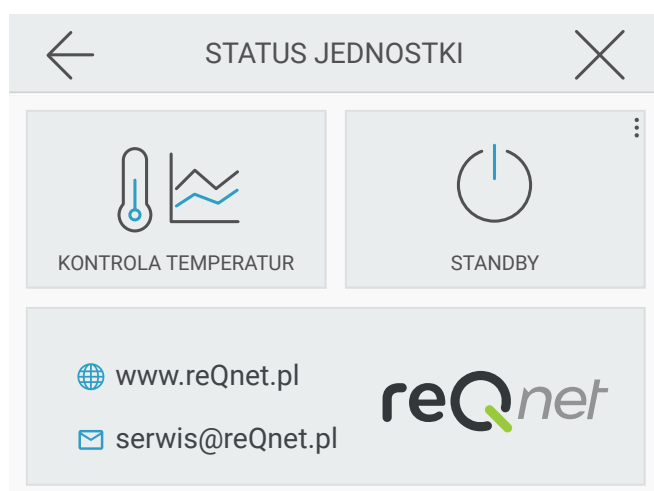 STATUS JEDNOSTKI
KONTROLA TEMPERATUR
STANDBY
www.reQnet.pl
serwis@reQnet.pl
reQnet